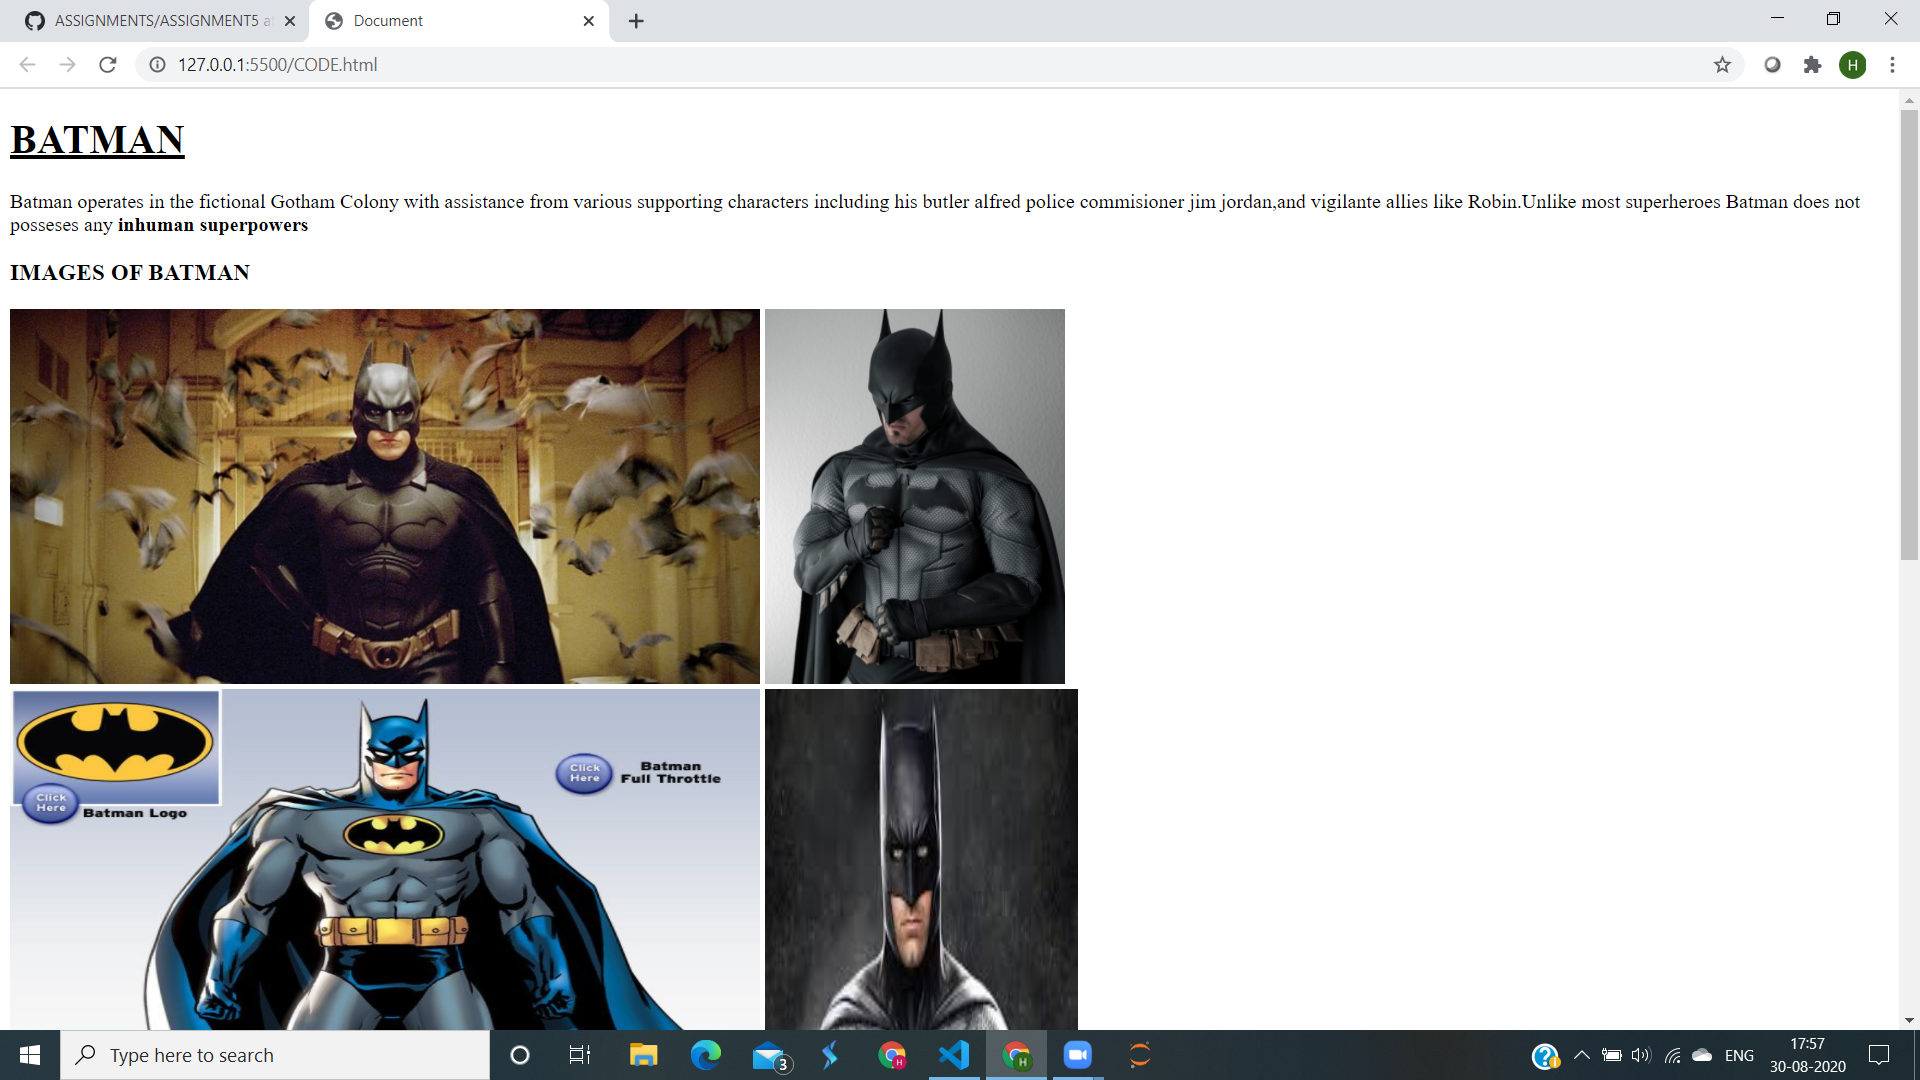 ASSIGNMENTS/ASSIGNMENT5
Document
127.0.0.1:5500/CODE.html
H
BATMAN
Batman operates in the fictional Gotham Colony with assistance from various supporting characters including his butler alfred police commisioner jim jordan,and vigilante allies like Robin.Unlike most superheroes Batman does not
posseses any inhuman superpowers
IMAGES OF BATMAN
Click
Here
Batman
Full Throttle
Click
Here
Batman Logo
Type here to search
3
H
H
ENG
17:57
30-08-2020